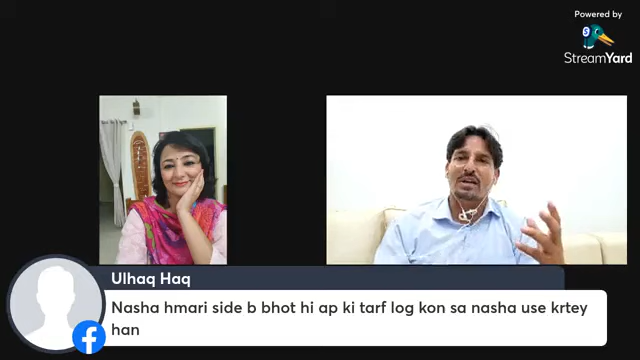 Powered by
StreamYard
Ulhaq Haq
Nasha hmari side b bhot hi ap ki tarf log kon sa nasha use krtey
han